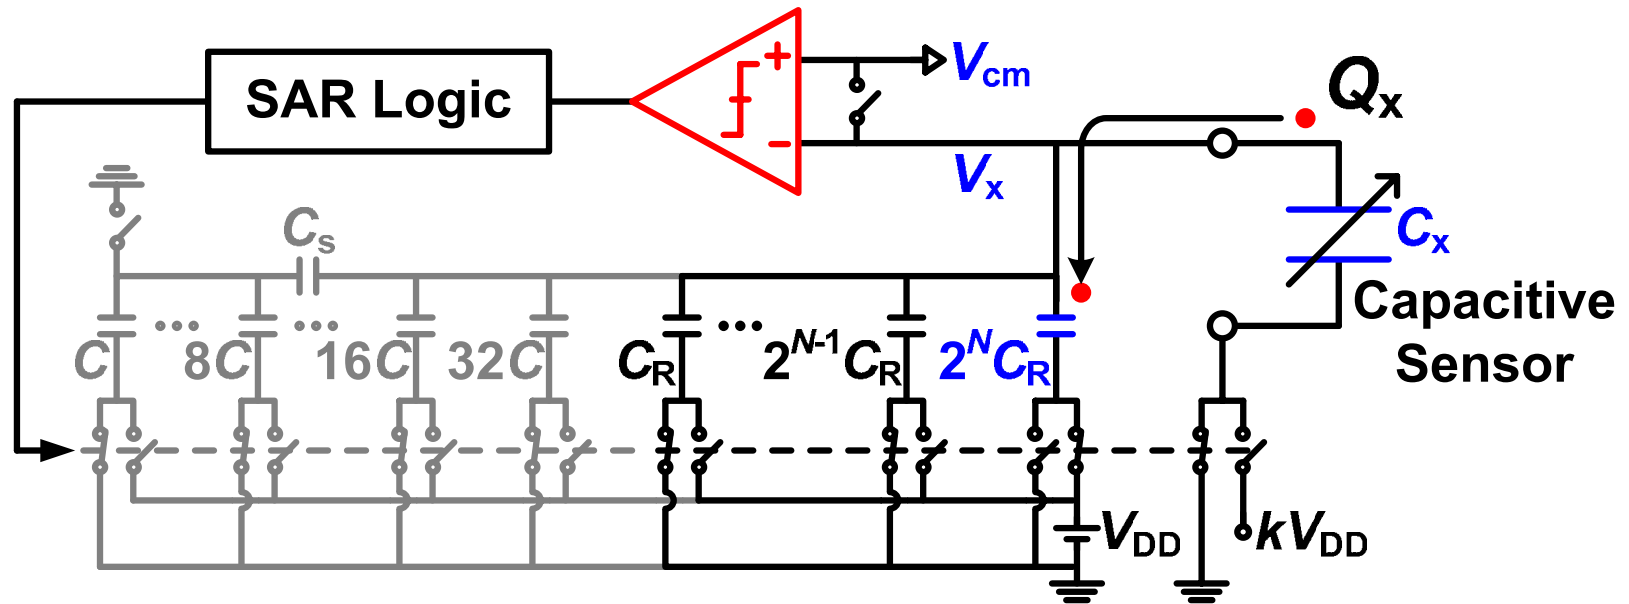 SAR Logic
+
−
Vcm
Vx
Qx
Cx
Capacitive
Sensor
Cs
C
8C
16C
32C
CR
2N-1CR
2NCR
VDD
kVDD